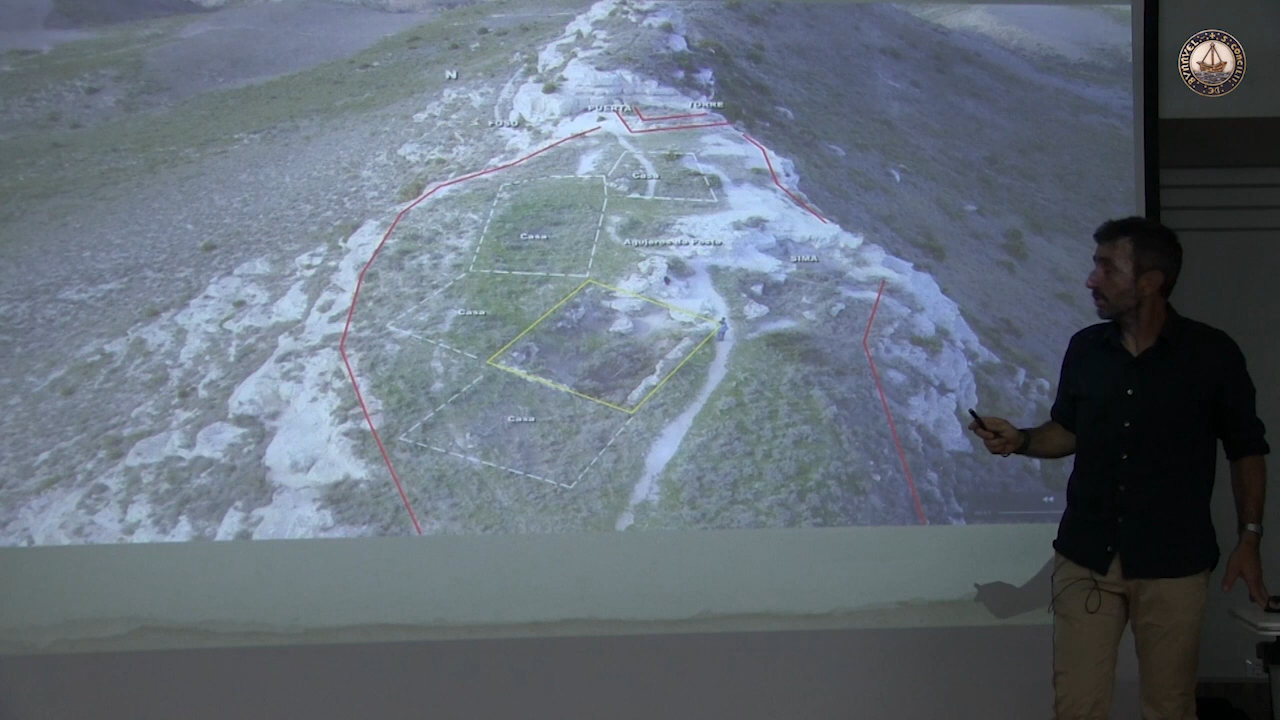 N
PUERTA
TORRE
FOSO
Casa
Casa
Agujeros de Poste
SIMA
Casa
Casa